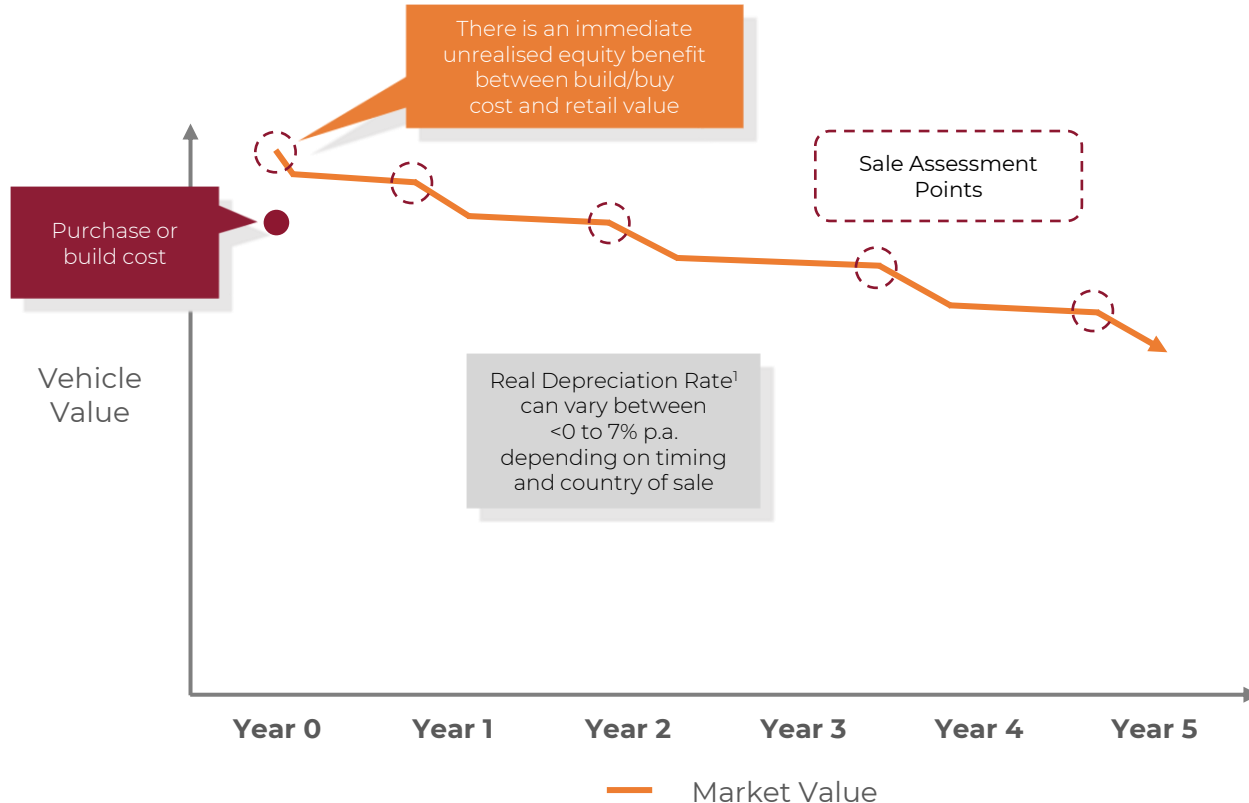 There is an immediate
unrealised equity benefit
between build/buy
cost and retail value
Sale Assessment
Points
Purchase or
build cost
Vehicle
Value
Real Depreciation Rate¹
can vary between
<0 to 7% p.a.
depending on timing
and country of sale
Year 0
Year 1
Year 2
Year 3
Year 4
Year 5
Market Value